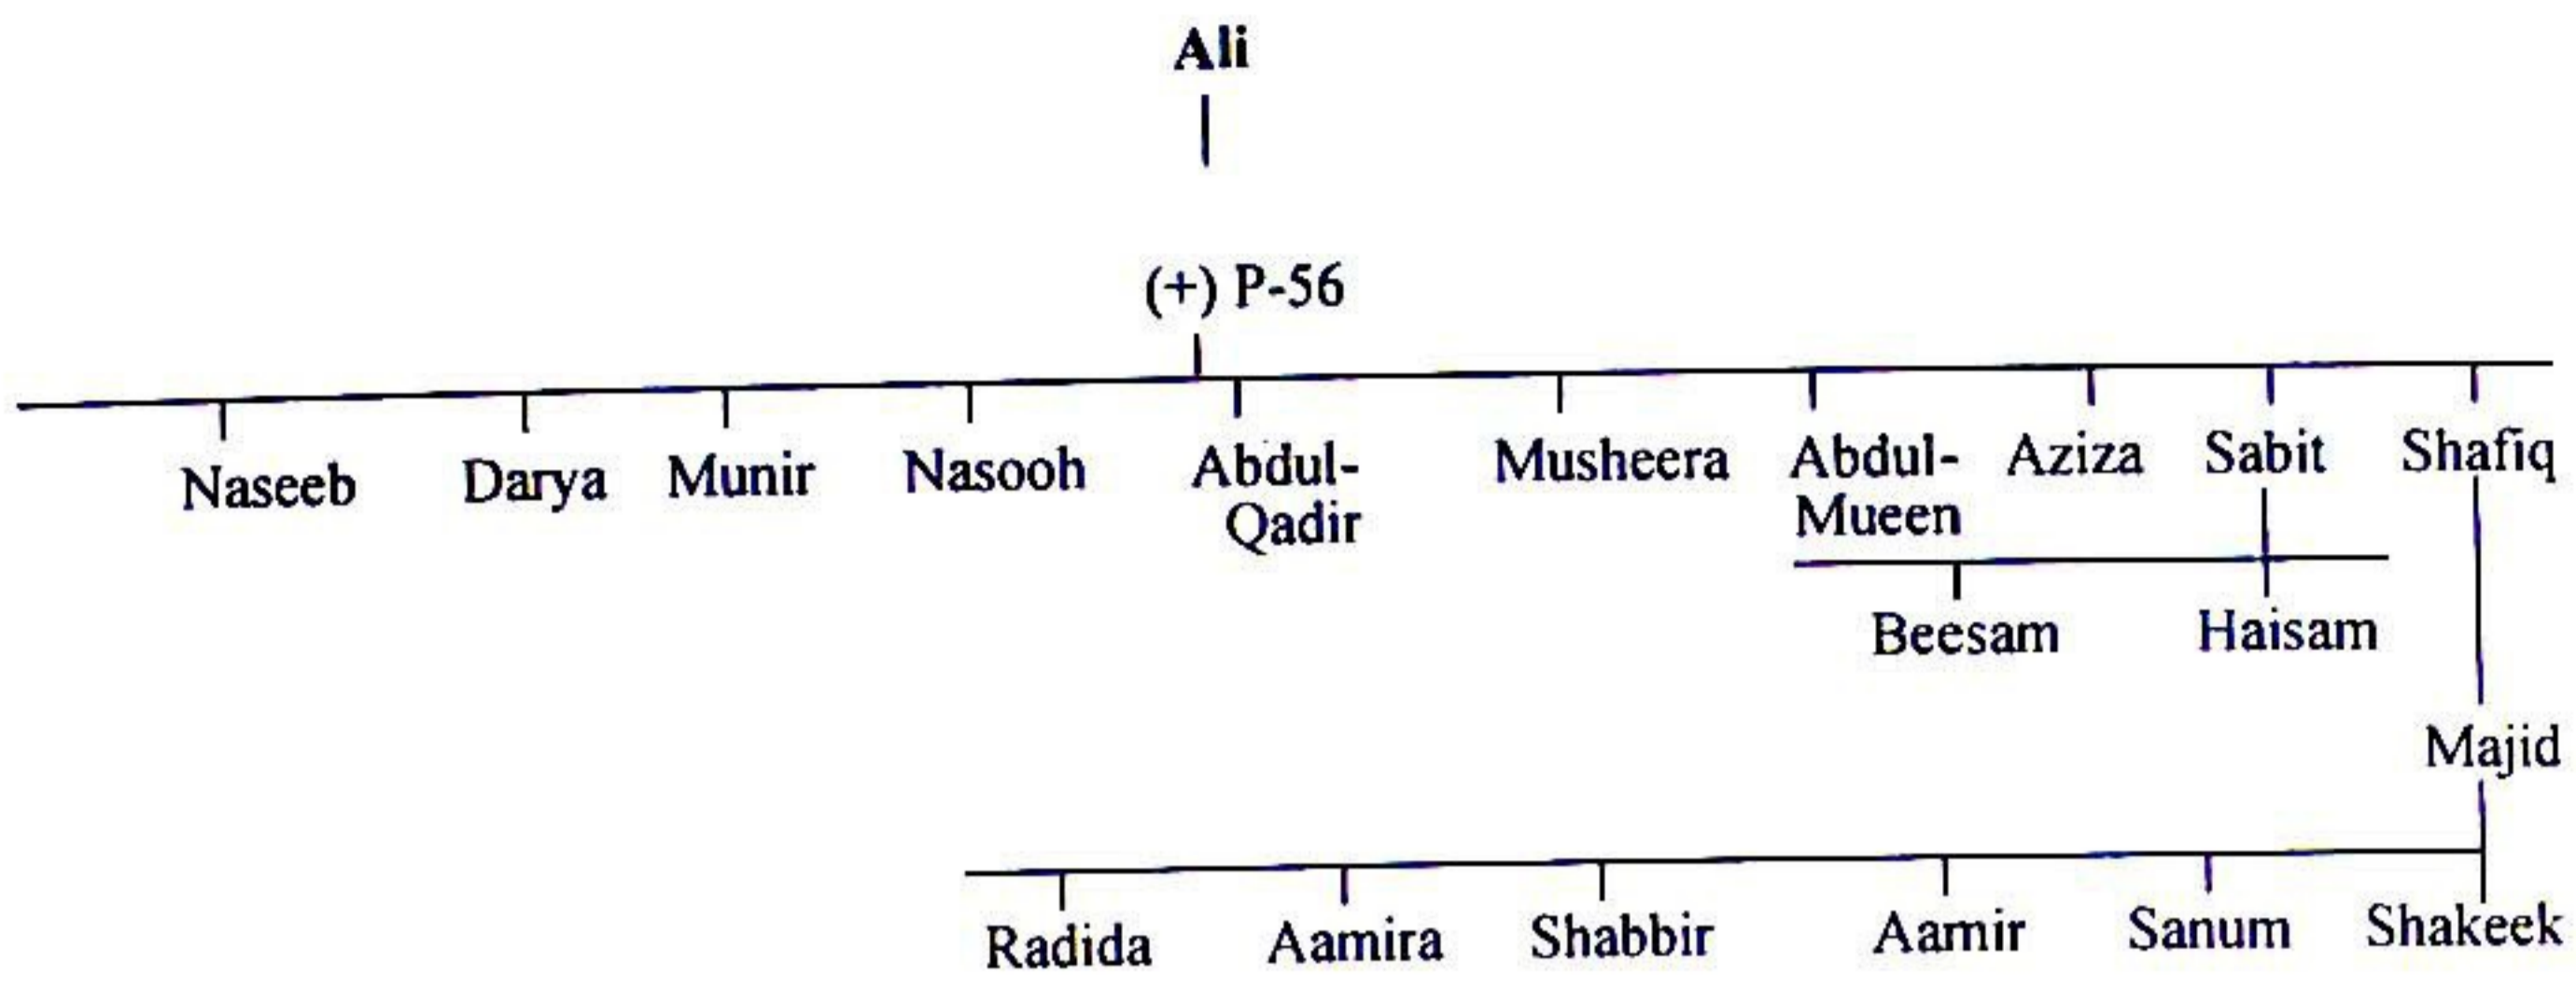 Ali
(+) P-56
Naseeb Darya Munir Nasooh Abdul- Musheera Abdul- Aziza Sabit Shafiq
Qadir Mueen
Beesam Haisam
Majid
Radida Aamira Shabbir Aamir Sanum Shakeek